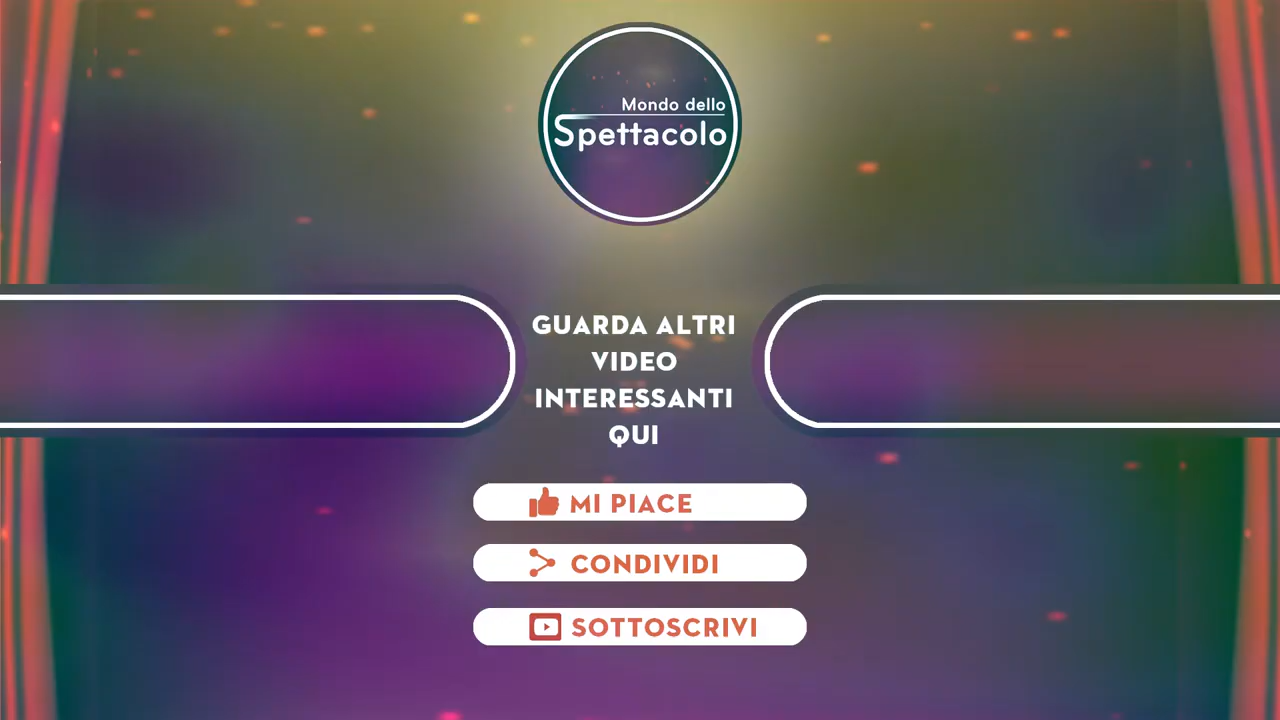 Mondo dello
Spettacolo
GUARDA ALTRI
VIDEO
INTERESSANTI
QUI
MI PIACE
CONDIVIDI
SOTTOSCRIVI